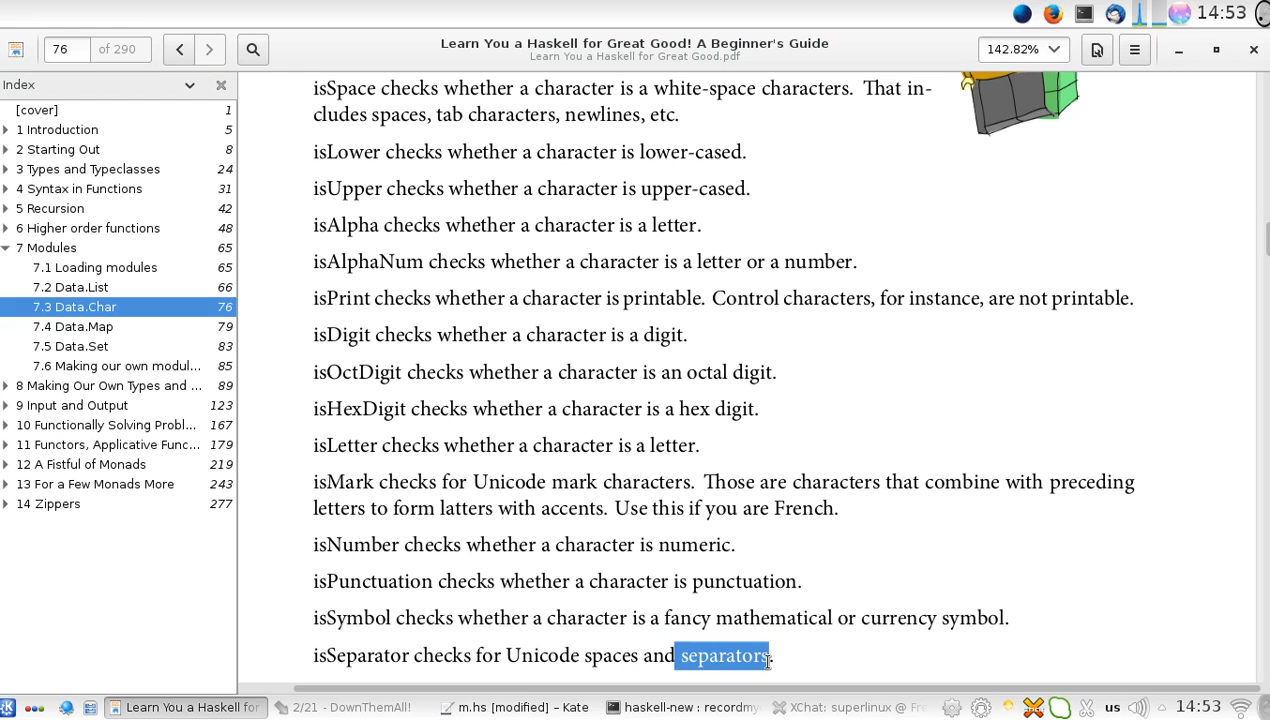 14:53
76
of 290
Learn You a Haskell for Great Good! A Beginner's Guide
Learn You a Haskell for Great Good.pdf
142.82%
Index
[cover] 1
1 Introduction 5
2 Starting Out 8
3 Types and Typeclasses 24
4 Syntax in Functions 31
5 Recursion 42
6 Higher order functions 48
7 Modules 65
7.1 Loading modules 65
7.2 Data.List 66
7.3 Data.Char 76
7.4 Data.Map 79
7.5 Data.Set 83
7.6 Making our own modul... 85
8 Making Our Own Types and ... 89
9 Input and Output 123
10 Functionally Solving Probl... 167
11 Functors, Applicative Func... 179
12 A Fistful of Monads 219
13 For a Few Monads More 243
14 Zippers 277
isSpace checks whether a character is a white-space characters. That in-
cludes spaces, tab characters, newlines, etc.
isLower checks whether a character is lower-cased.
isUpper checks whether a character is upper-cased.
isAlpha checks whether a character is a letter.
isAlphaNum checks whether a character is a letter or a number.
isPrint checks whether a character is printable. Control characters, for instance, are not printable.
isDigit checks whether a character is a digit.
isOctDigit checks whether a character is an octal digit.
isHexDigit checks whether a character is a hex digit.
isLetter checks whether a character is a letter.
isMark checks for Unicode mark characters. Those are characters that combine with preceding
letters to form latters with accents. Use this if you are French.
isNumber checks whether a character is numeric.
isPunctuation checks whether a character is punctuation.
isSymbol checks whether a character is a fancy mathematical or currency symbol.
isSeparator checks for Unicode spaces and separators.
Learn You a Haskell for
2/21 - DownThemAll!
m.hs [modified] – Kate
haskell-new : recordmy
XChat: superlinux @ Fre
us
14:53